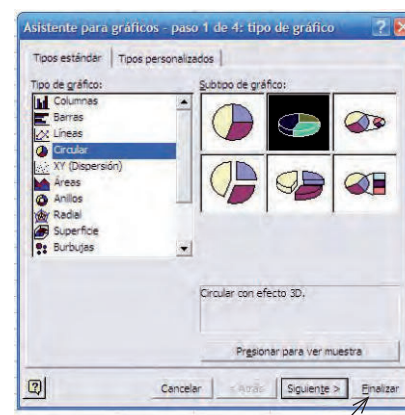 Asistente para gráficos - paso 1 de 4: tipo de gráfico
Tipos estándar
Tipos personalizados
Tipo de gráfico:
Subtipo de gráfico:
Columnas
Barras
Líneas
Circular
XY (Dispersión)
Áreas
Anillos
Radial
Superficie
Burbujas
Circular con efecto 3D.
Presionar para ver muestra
Cancelar
< Atrás
Siguiente >
Finalizar